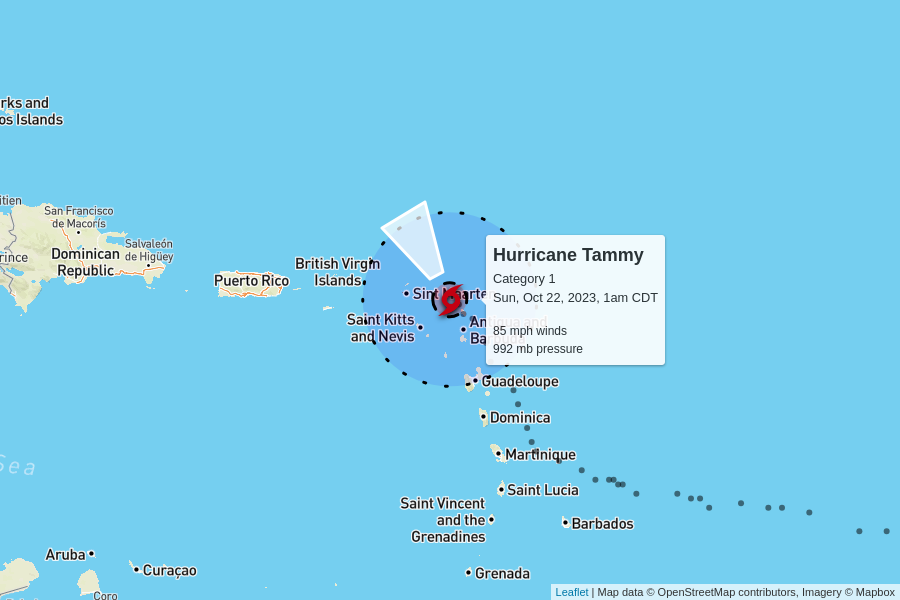 rks and
os Islands
itien
San Francisco
de Macorís
Salvaleón
de Higüey
rince
Dominican
Republic
Puerto Rico
British Virgin
Islands
Sint Maarte
Saint Kitts
and Nevis
Antigua and
Barbuda
Hurricane Tammy
Category 1
Sun, Oct 22, 2023, 1am CDT
85 mph winds
992 mb pressure
Guadeloupe
Dominica
Martinique
Sea
Saint Lucia
Saint Vincent
and the
Grenadines
Barbados
Aruba
Curaçao
Grenada
Coro
Leaflet | Map data © OpenStreetMap contributors, Imagery © Mapbox